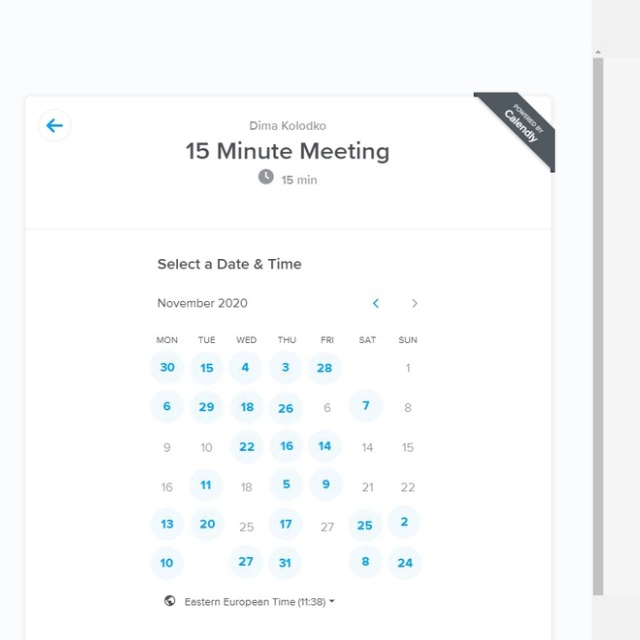 POWERED BY
Calendly
Dima Kolodko
15 Minute Meeting
15 min
Select a Date & Time
November 2020
MON TUE WED THU FRI SAT SUN
30 15 4 3 28 1
6 29 18 26 6 7 8
9 10 22 16 14 14 15
16 11 18 5 9 21 22
13 20 25 17 27 25 2
10 27 31 8 24
Eastern European Time (11:38)